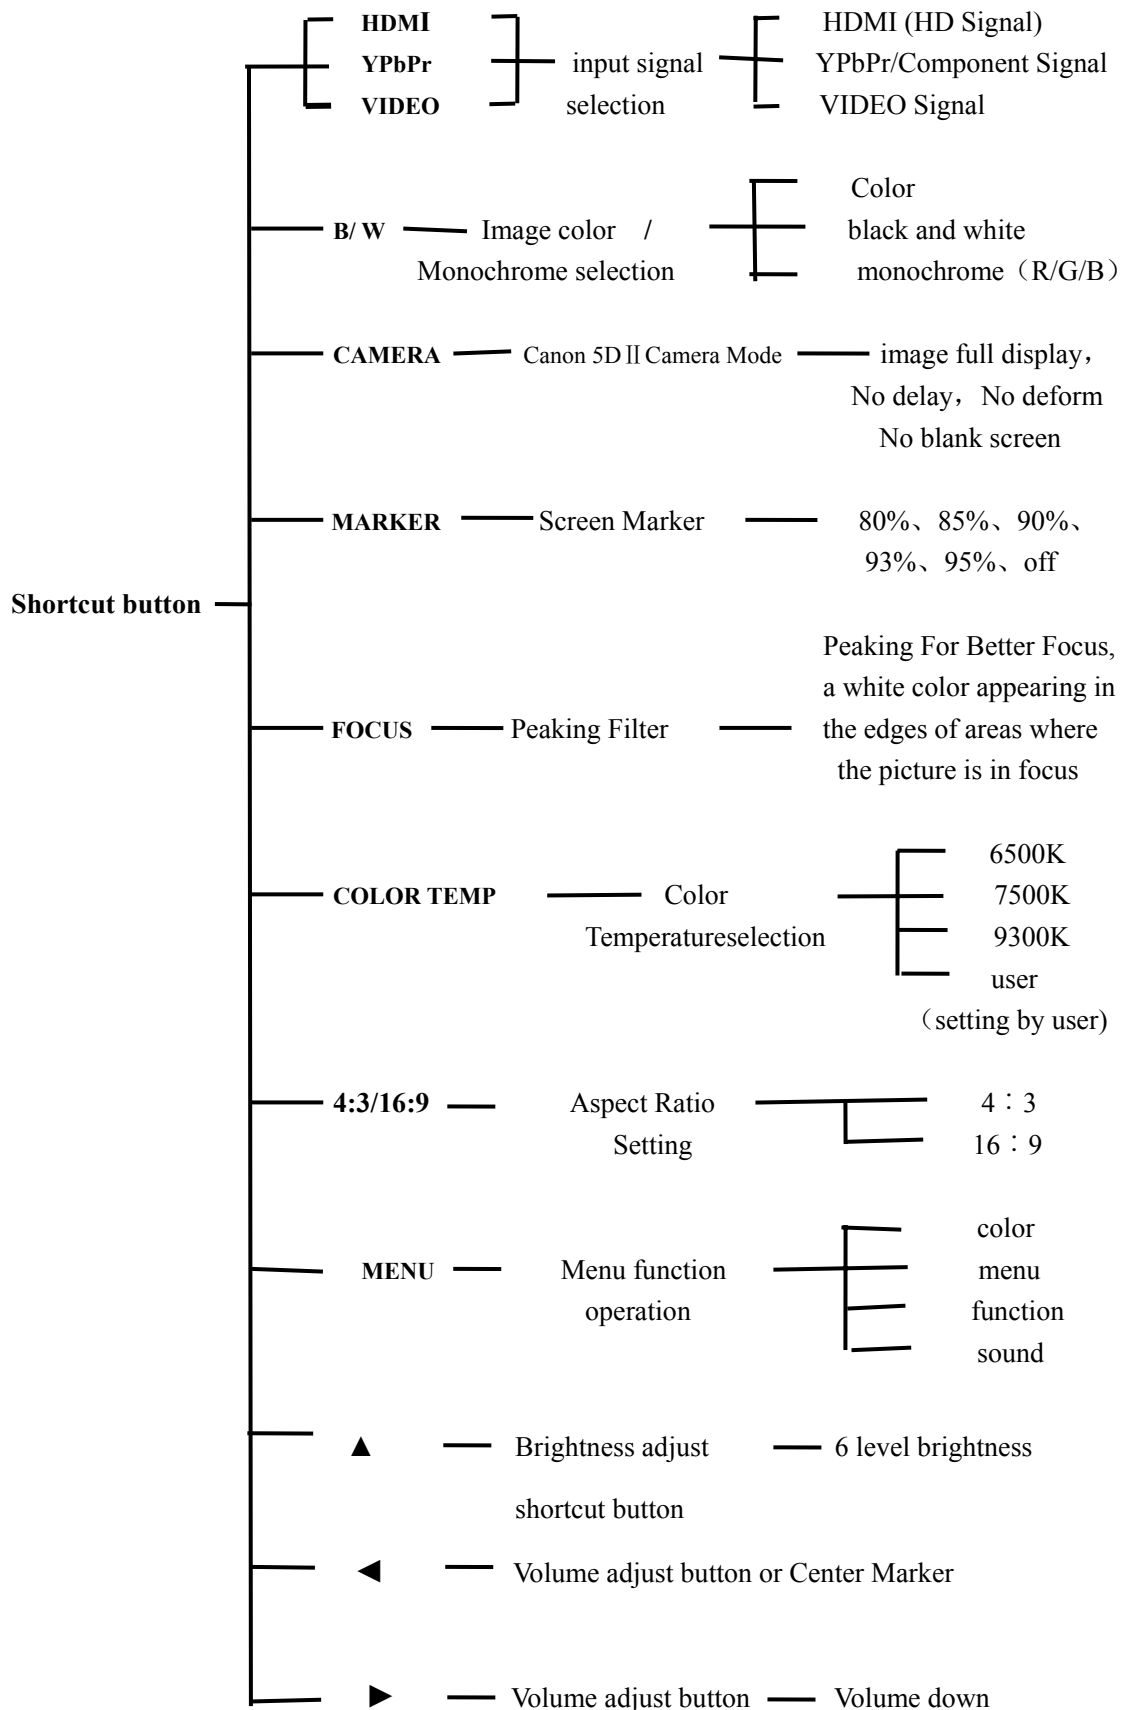 HDMI HDMI (HD Signal)
YPbPr input signal YPbPr/Component Signal
VIDEO selection VIDEO Signal
Color
B/ W Image color / black and white
Monochrome selection monochrome（R/G/B）
CAMERA Canon 5DⅡCamera Mode image full display，
No delay，No deform
No blank screen
MARKER Screen Marker 80%、85%、90%、
93%、95%、off
Shortcut button
Peaking For Better Focus,
a white color appearing in
FOCUS Peaking Filter the edges of areas where
the picture is in focus
6500K
COLOR TEMP Color 7500K
Temperatureselection 9300K
user
（setting by user)
4:3/16:9 Aspect Ratio 4：3
Setting 16：9
color
MENU Menu function menu
operation function
sound
▲ Brightness adjust 6 level brightness
shortcut button
◀ Volume adjust button or Center Marker
▶ Volume adjust button Volume down